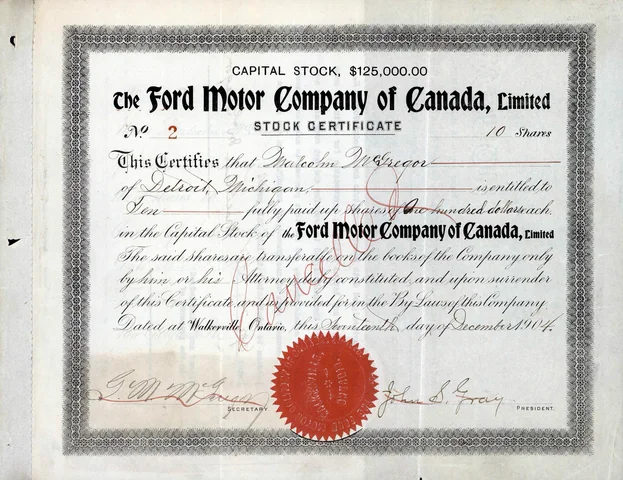 CAPITAL STOCK, $125,000.00
The Ford Motor Company of Canada, Limited
STOCK CERTIFICATE
No 2 10 Shares
This Certifies that Malcolm McGregor
of Detroit, Michigan, is entitled to
Ten fully paid up shares of One hundred dollars each,
in the Capital Stock of the Ford Motor Company of Canada, Limited
The said shares are transferable on the books of the Company only
by him or his Attorney duly constituted, and upon surrender
of this Certificate, and as provided for in the By Laws of this Company
Dated at Walkerville, Ontario, this Seventeenth day of December 1904.
Cancelled
G. M. McGregor John S. Gray
SECRETARY. PRESIDENT.